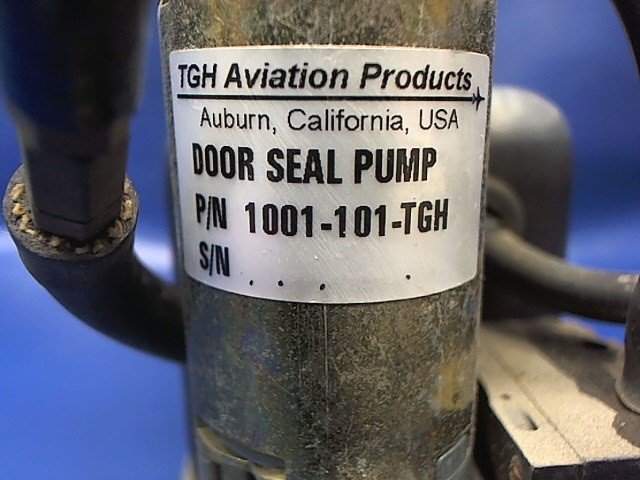 TGH Aviation Products
Auburn, California, USA
DOOR SEAL PUMP
P/N 1001-101-TGH
S/N